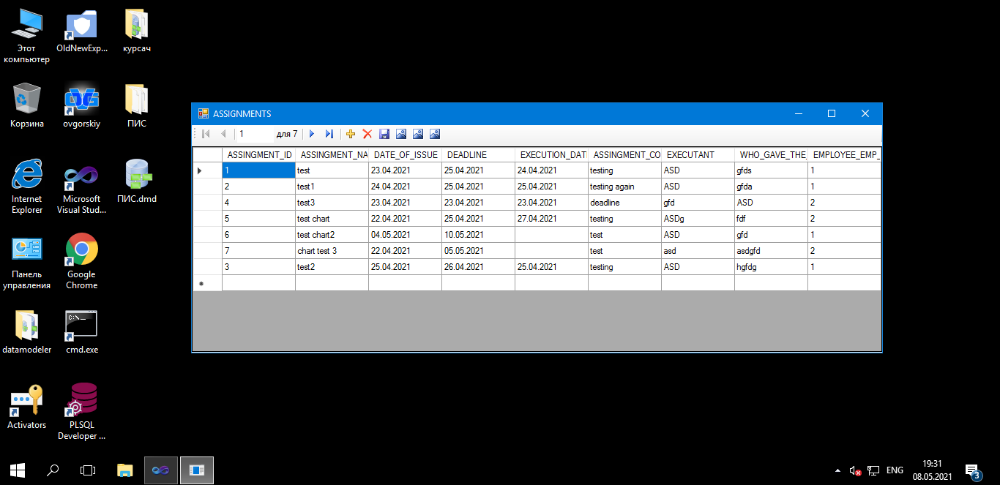 Этот
компьютер
OldNewExp...
курсач
Корзина
ovgorskiy
ПИС
Internet
Explorer
Microsoft
Visual Stud...
ПИС.dmd
Панель
управления
Google
Chrome
datamodeler
C:\._
cmd.exe
Activators
PLSQL
Developer ...
ASSIGNMENTS
1 для 7
ASSINGMENT_ID ASSINGMENT_NA DATE_OF_ISSUE DEADLINE EXECUTION_DAT ASSINGMENT_CO EXECUTANT WHO_GAVE_THE_ EMPLOYEE_EMP_
1 test 23.04.2021 25.04.2021 24.04.2021 testing ASD gfds 1
2 test1 24.04.2021 25.04.2021 25.04.2021 testing again ASD gfda 1
4 test3 23.04.2021 23.04.2021 23.04.2021 deadline gfd ASD 2
5 test chart 22.04.2021 25.04.2021 27.04.2021 testing ASDg fdf 2
6 test chart2 04.05.2021 10.05.2021 test ASD gfd 1
7 chart test 3 22.04.2021 05.05.2021 test asd asdgfd 2
3 test2 25.04.2021 26.04.2021 25.04.2021 testing ASD hgfdg 1
ENG
19:31
08.05.2021
3